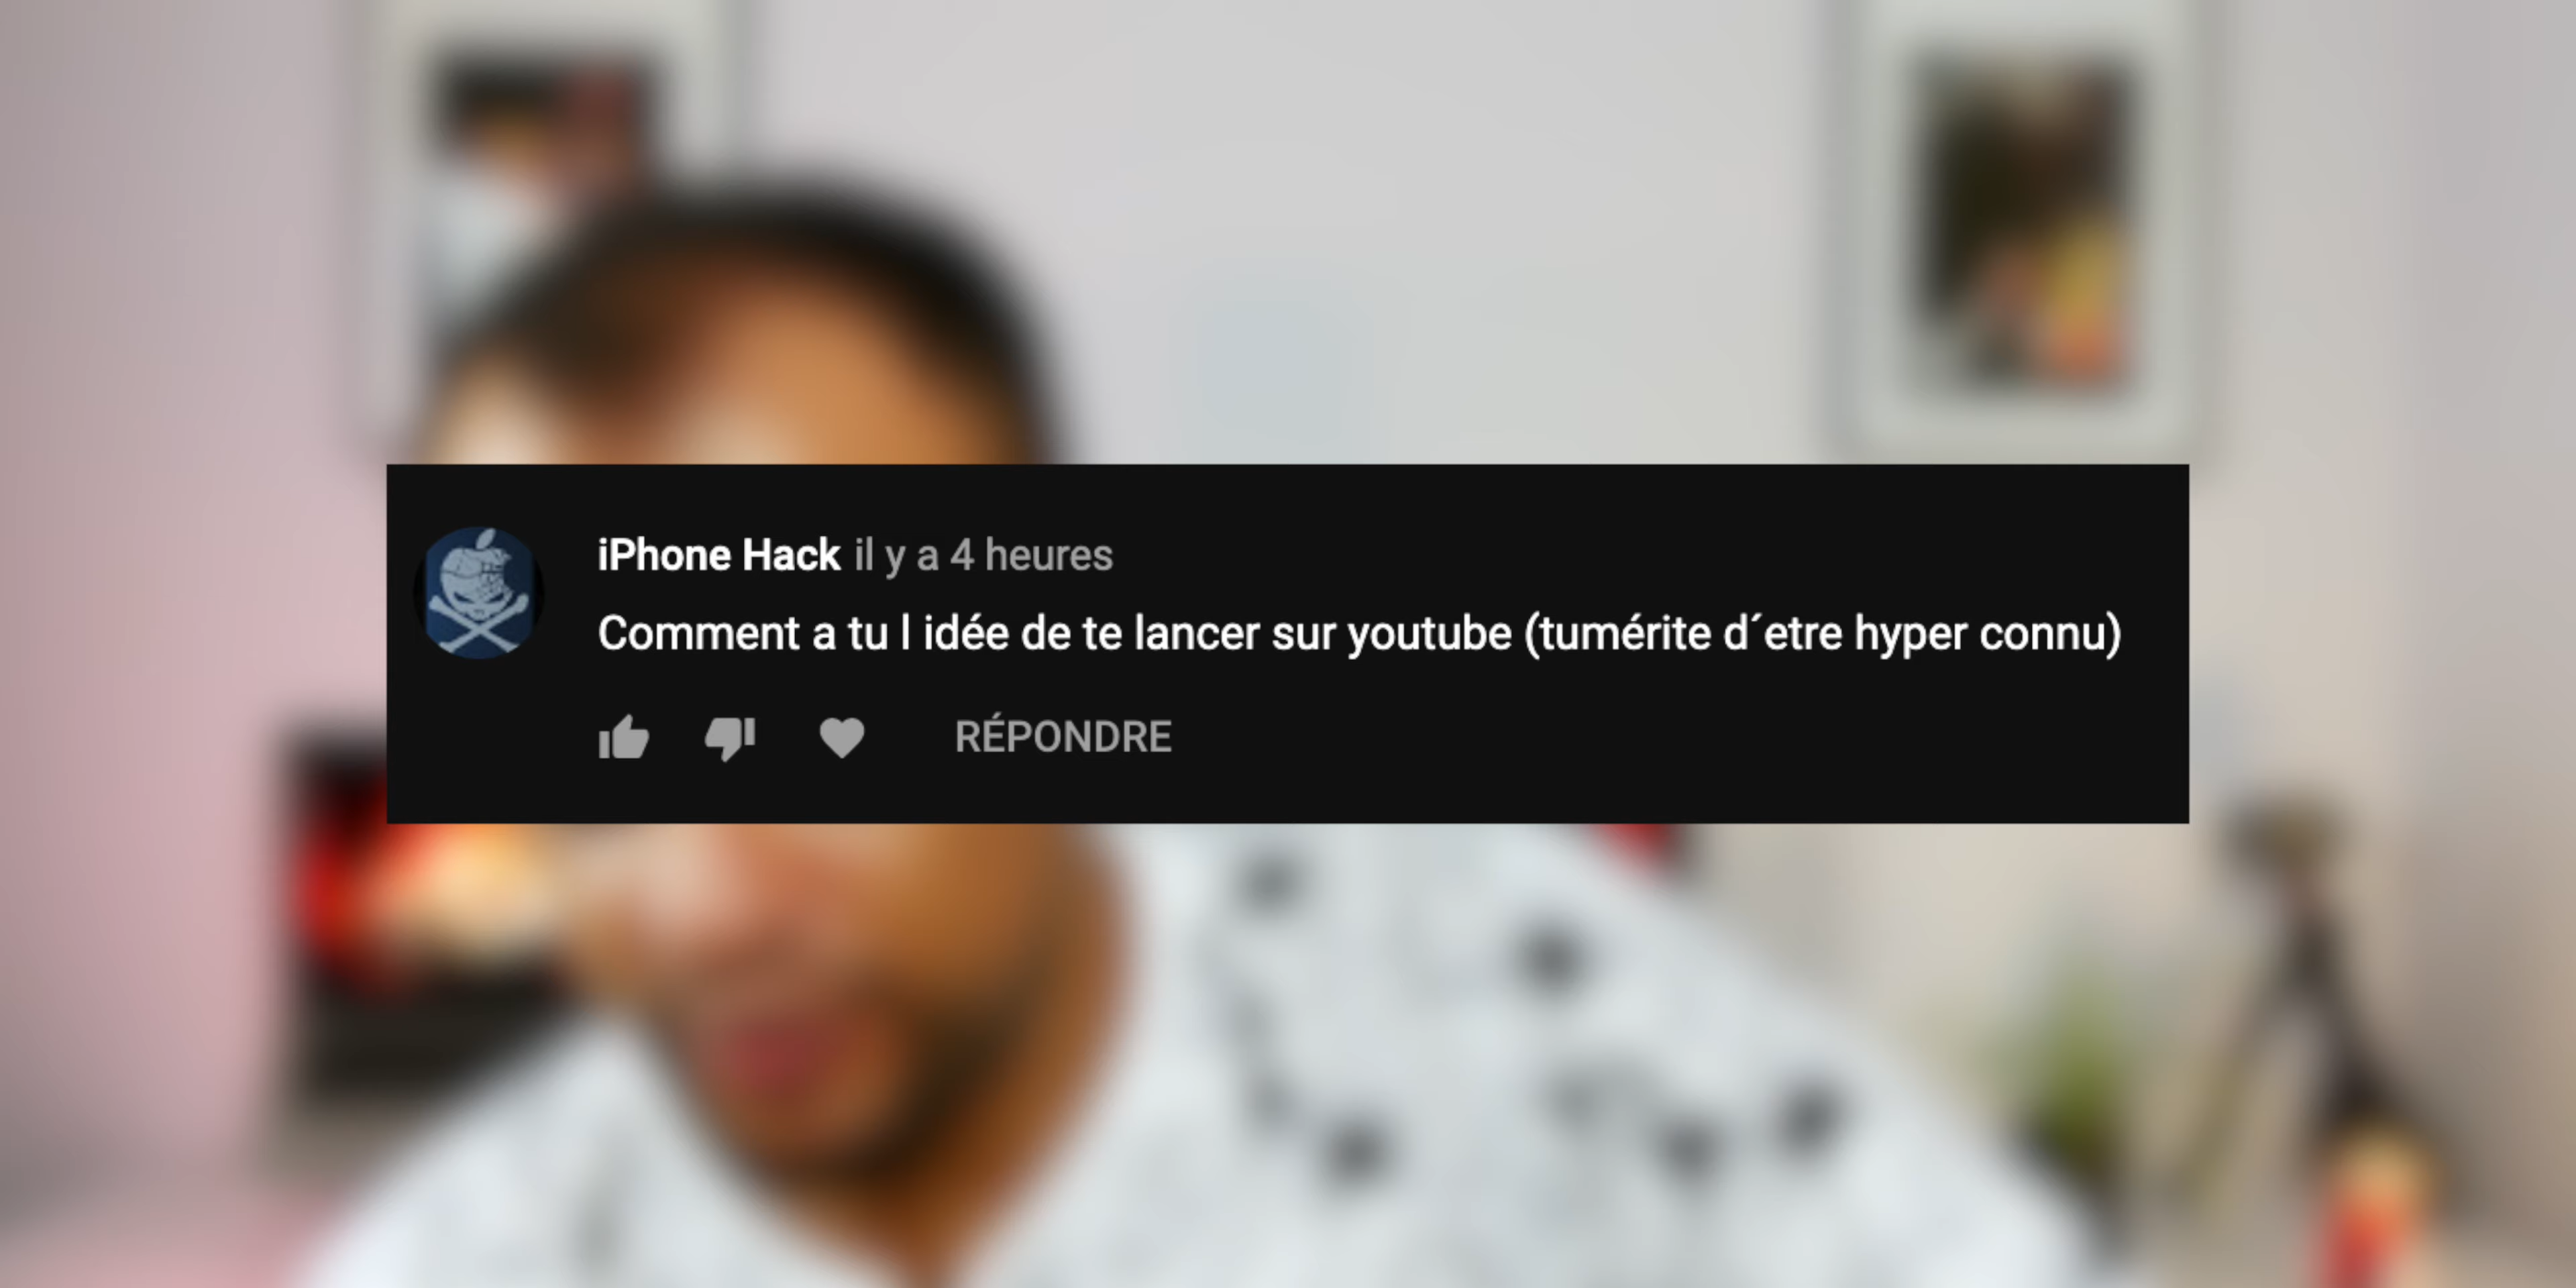 iPhone Hack il y a 4 heures
Comment a tu l idée de te lancer sur youtube (tumérite d´etre hyper connu)
RÉPONDRE